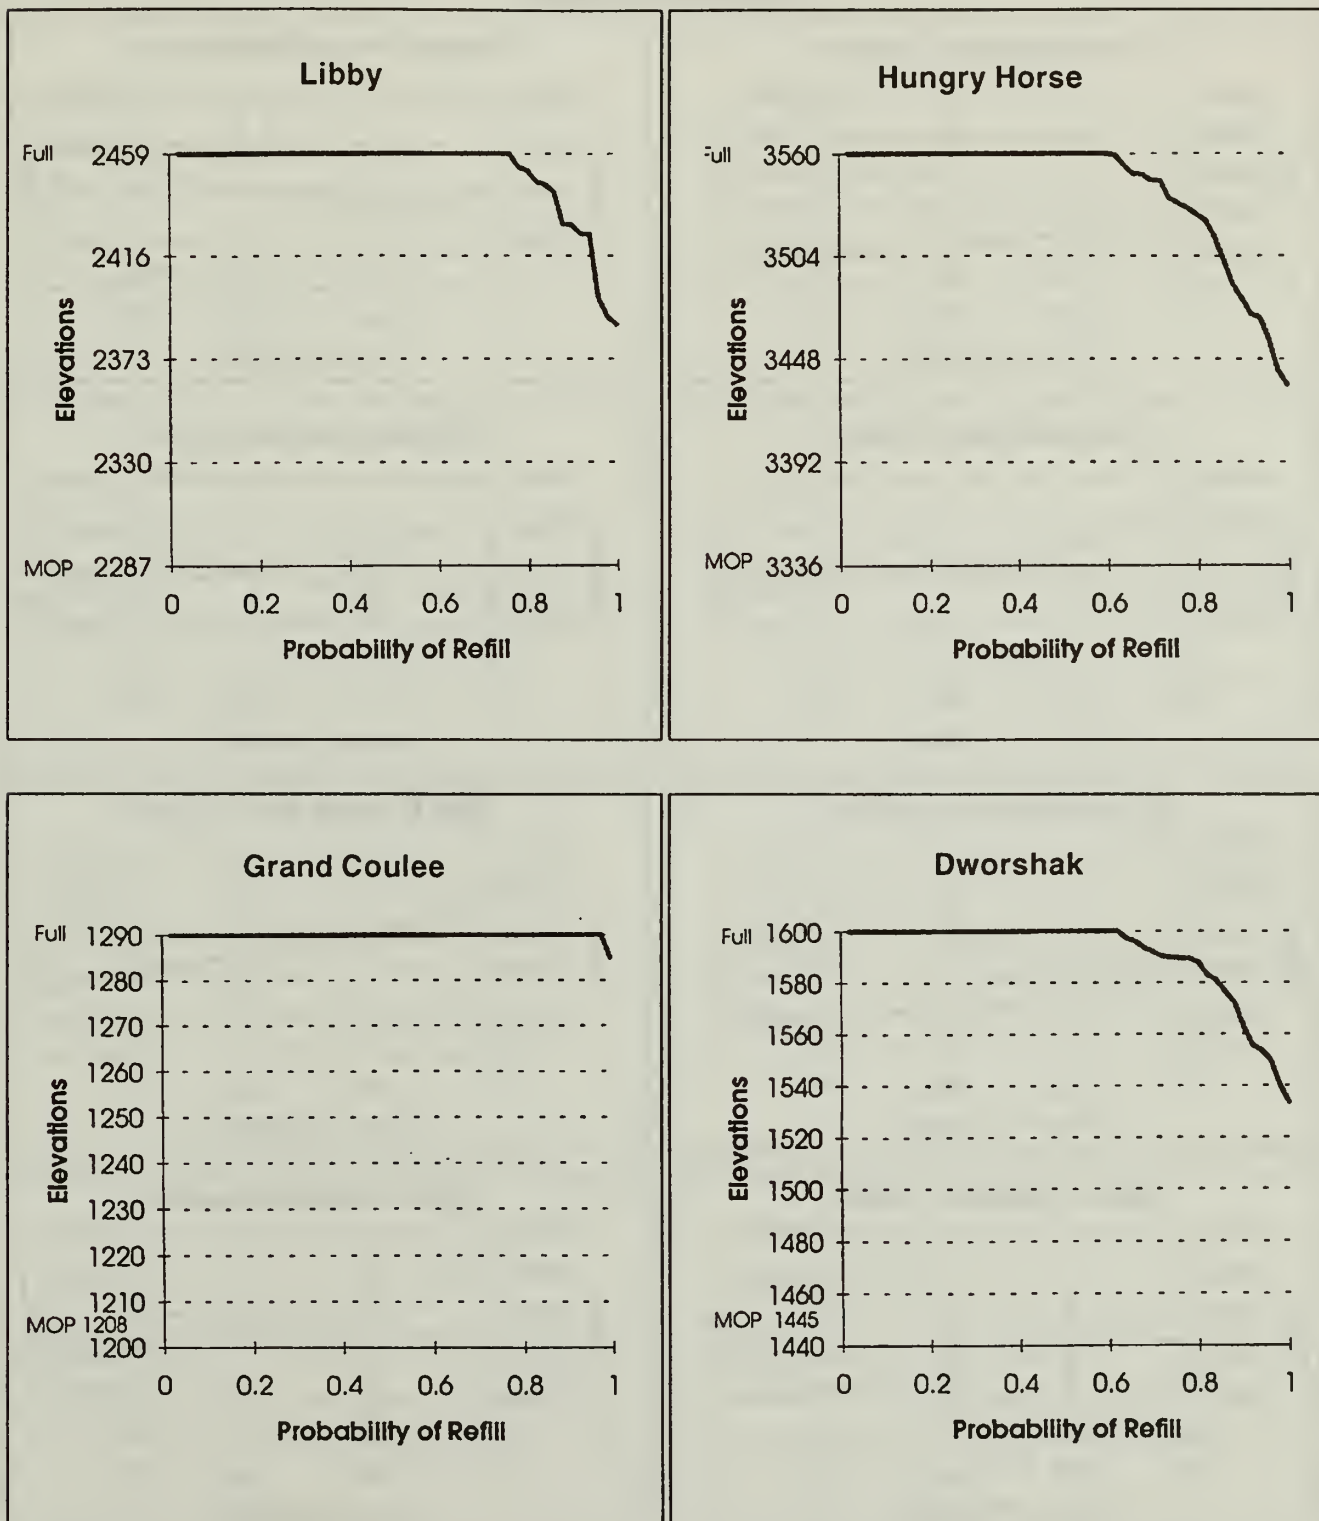 Libby
Full 2459
2416
2373
2330
MOP 2287
Elevations
0 0.2 0.4 0.6 0.8 1
Probability of Refill
Hungry Horse
Full 3560
3504
3448
3392
MOP 3336
Elevations
0 0.2 0.4 0.6 0.8 1
Probability of Refill
Grand Coulee
Full 1290
1280
1270
1260
1250
1240
1230
1220
1210
MOP 1208
1200
Elevations
0 0.2 0.4 0.6 0.8 1
Probability of Refill
Dworshak
Full 1600
1580
1560
1540
1520
1500
1480
1460
MOP 1445
1440
Elevations
0 0.2 0.4 0.6 0.8 1
Probability of Refill